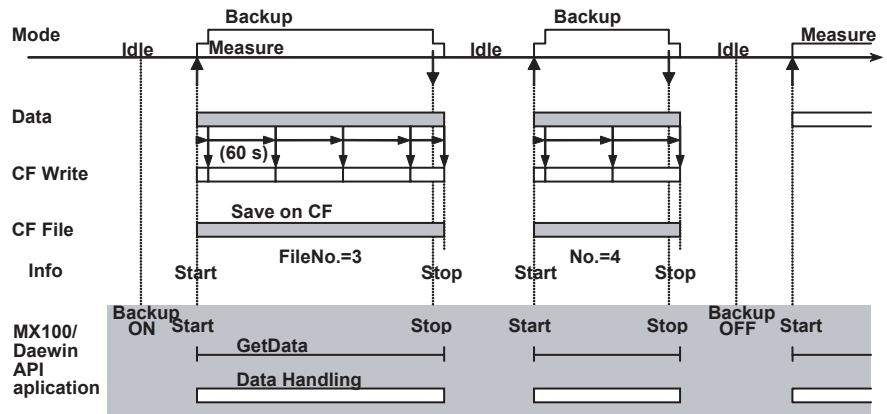 Backup
Backup
Mode
Idle
Measure
Idle
Idle
Measure
Data
(60 s)
CF Write
Save on CF
CF File
FileNo.=3
No.=4
Info
Start
Stop
Start
Stop
MX100/
Daewin
API
aplication
Backup
ON
Start
Stop
Start
Stop
Backup
OFF
Start
GetData
Data Handling